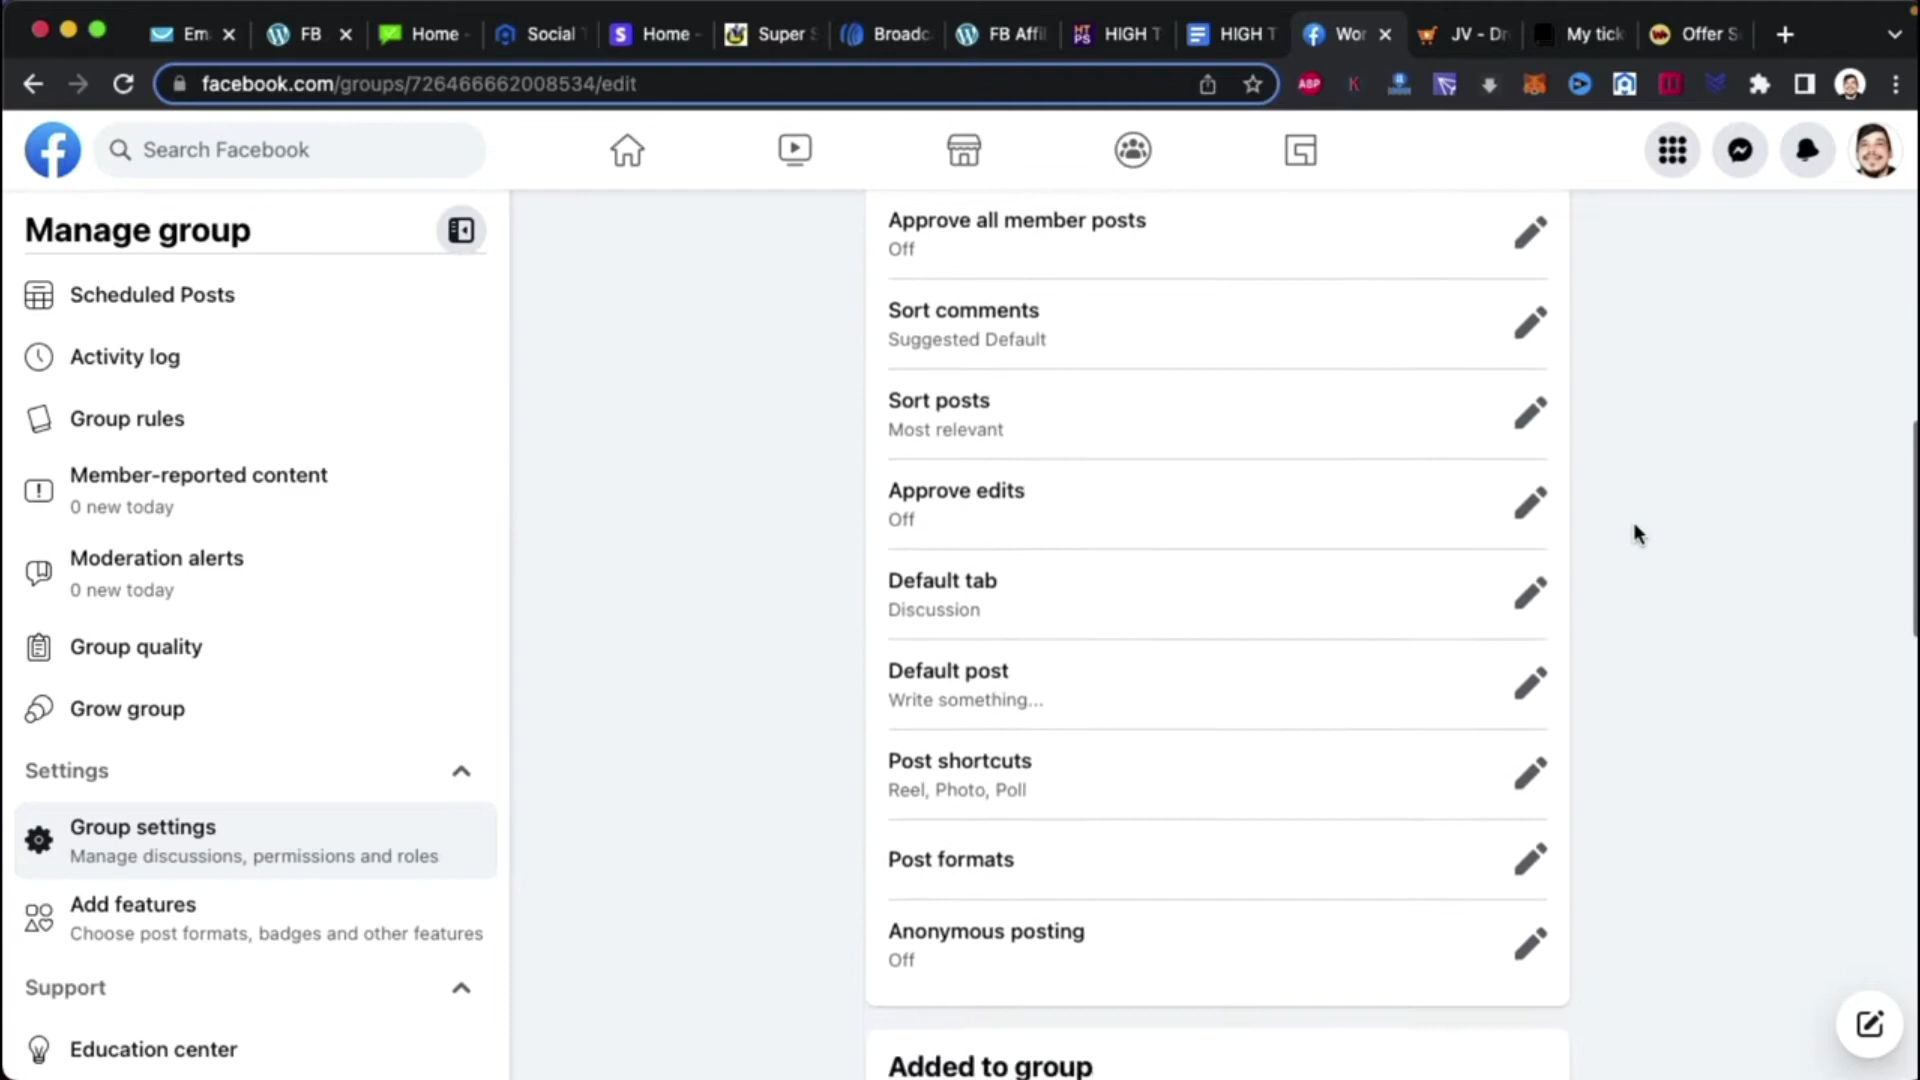 Em
FB
Home
Social
Home
Super
Broadc
FB Affil
HIGH T
HIGH T
Wor
JV - Dr
My tick
Offer S
facebook.com/groups/726466662008534/edit
ABP
Search Facebook
Manage group
Scheduled Posts
Activity log
Group rules
Member-reported content
0 new today
Moderation alerts
0 new today
Group quality
Grow group
Settings
Group settings
Manage discussions, permissions and roles
Add features
Choose post formats, badges and other features
Support
Education center
Approve all member posts
Off
Sort comments
Suggested Default
Sort posts
Most relevant
Approve edits
Off
Default tab
Discussion
Default post
Write something...
Post shortcuts
Reel, Photo, Poll
Post formats
Anonymous posting
Off
Added to group